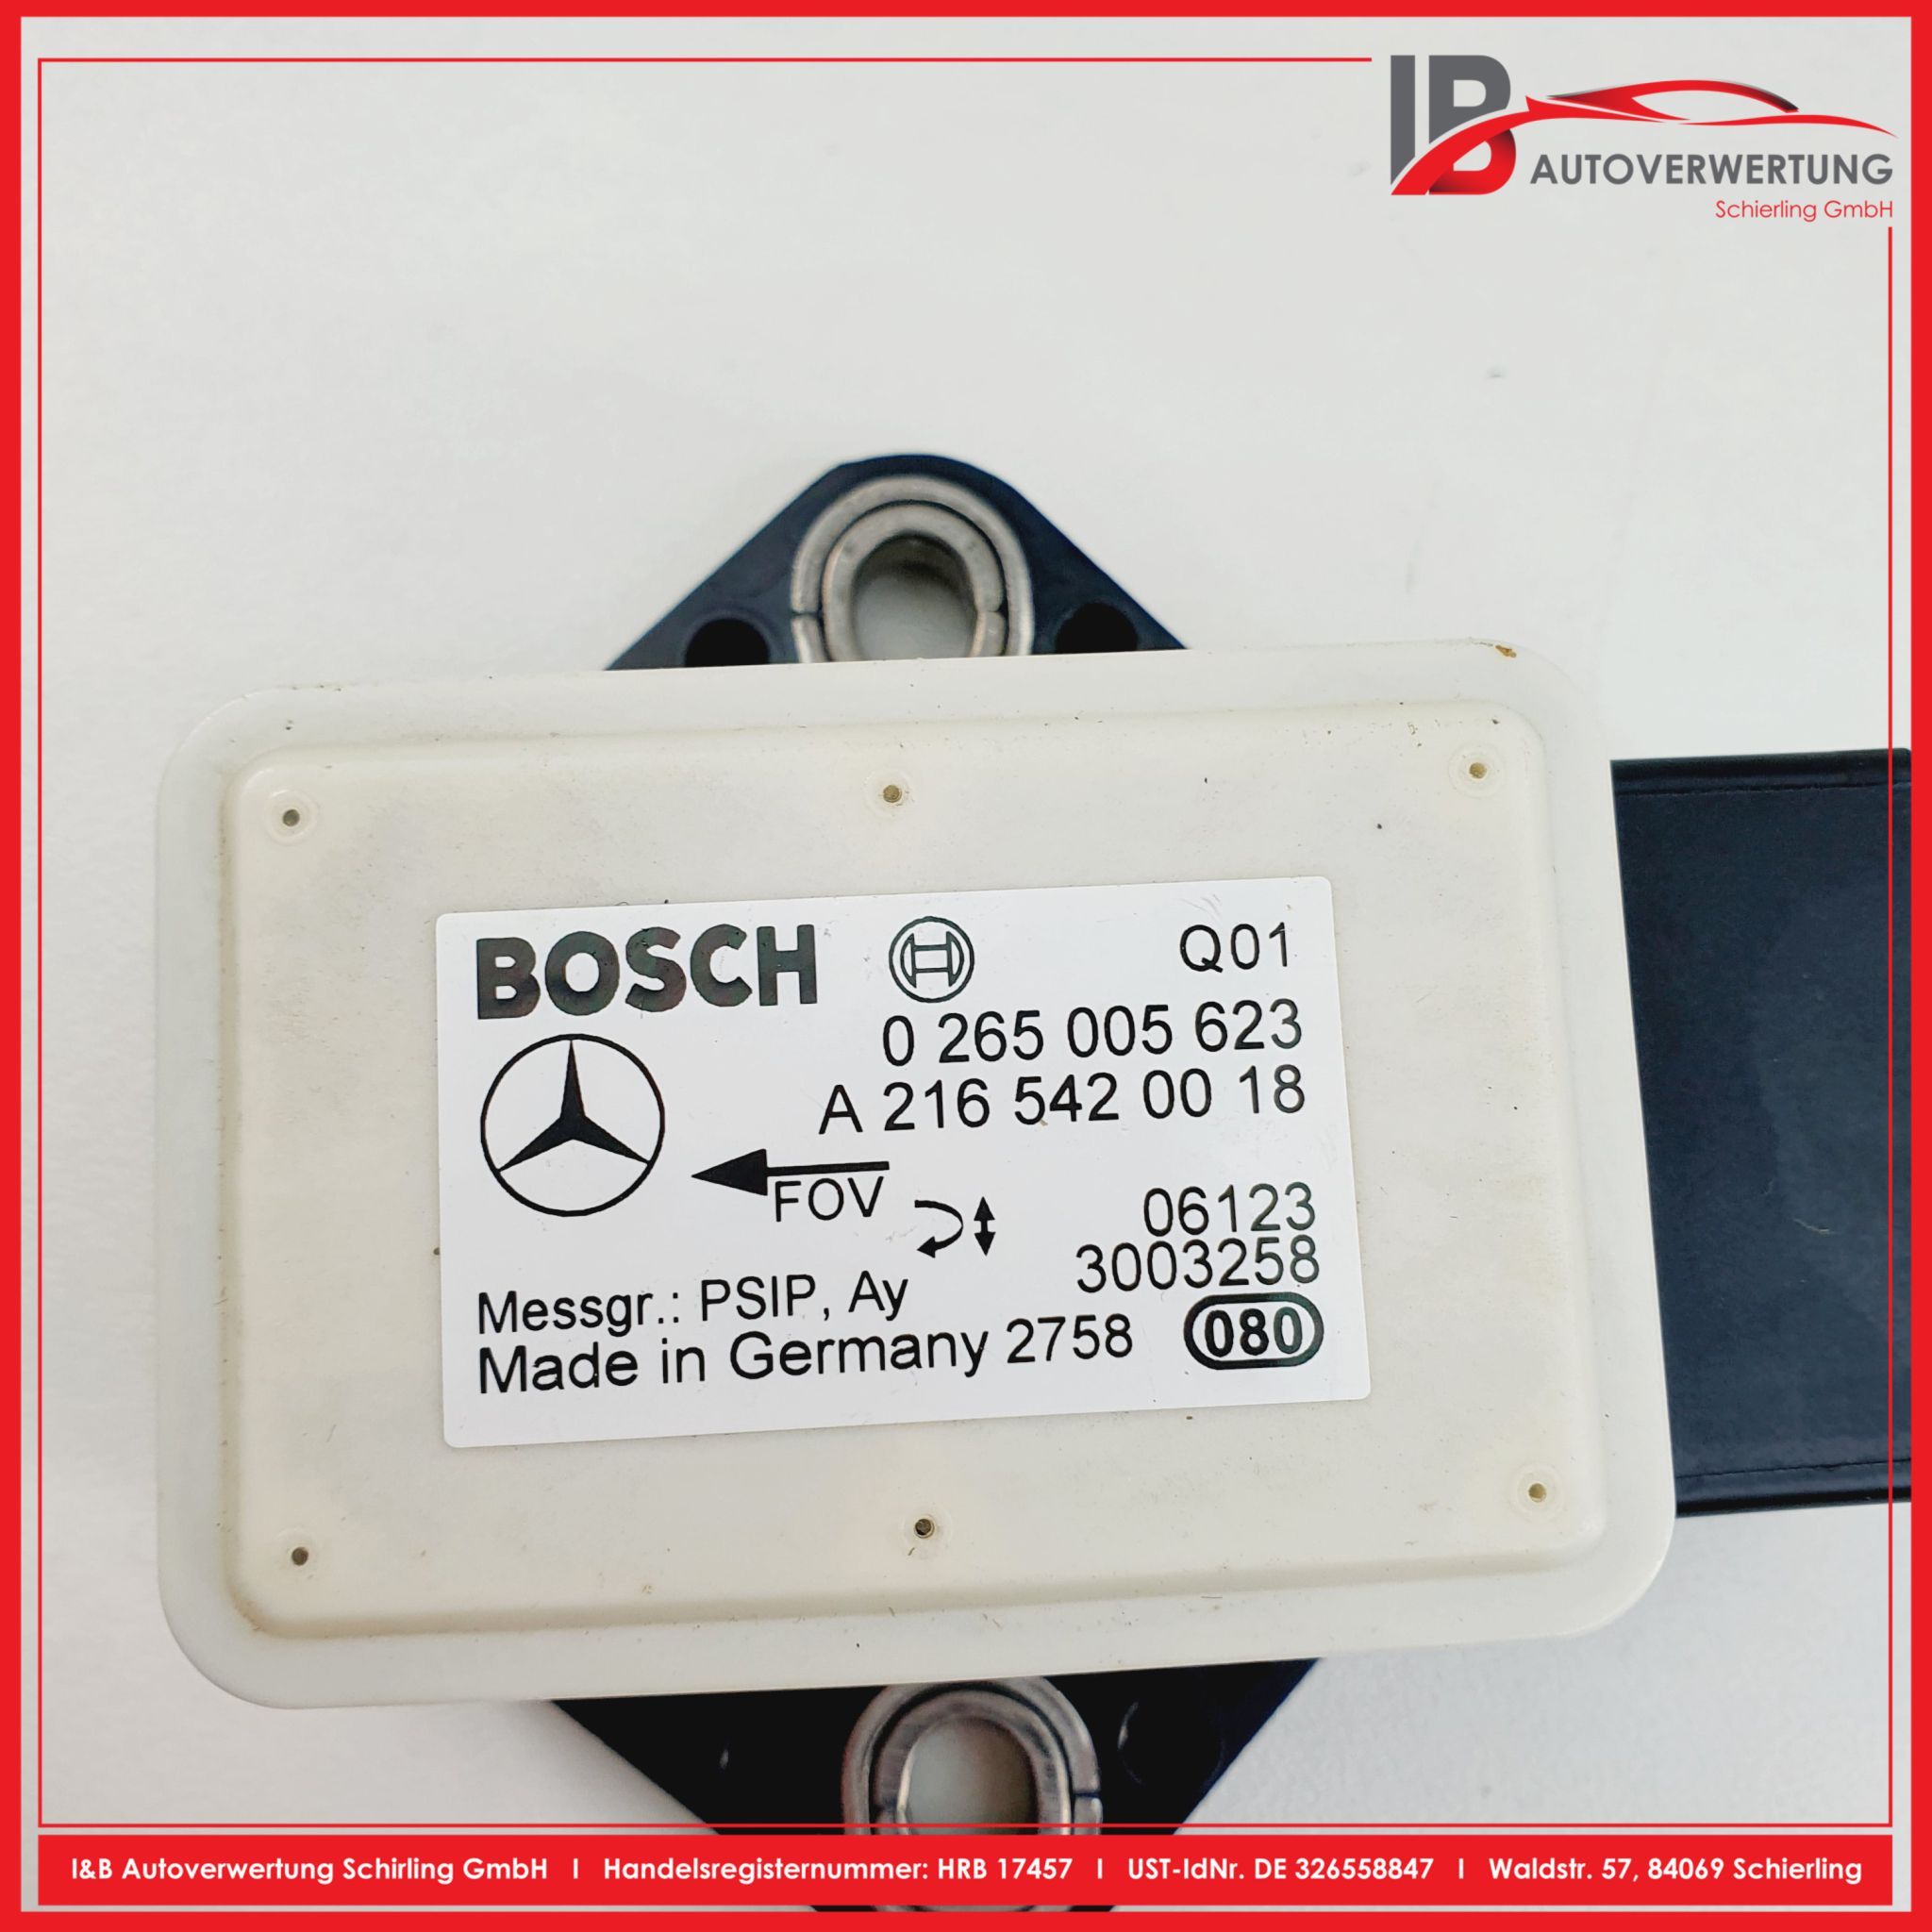 IB AUTOVERWERTUNG
Schierling GmbH
BOSCH Q01
0 265 005 623
A 216 542 00 18
FOV
06123
3003258
Messgr.: PSIP, Ay
Made in Germany 2758 080
I&B Autoverwertung Schirling GmbH I Handelsregisternummer: HRB 17457 I UST-IdNr. DE 326558847 I Waldstr. 57, 84069 Schierling